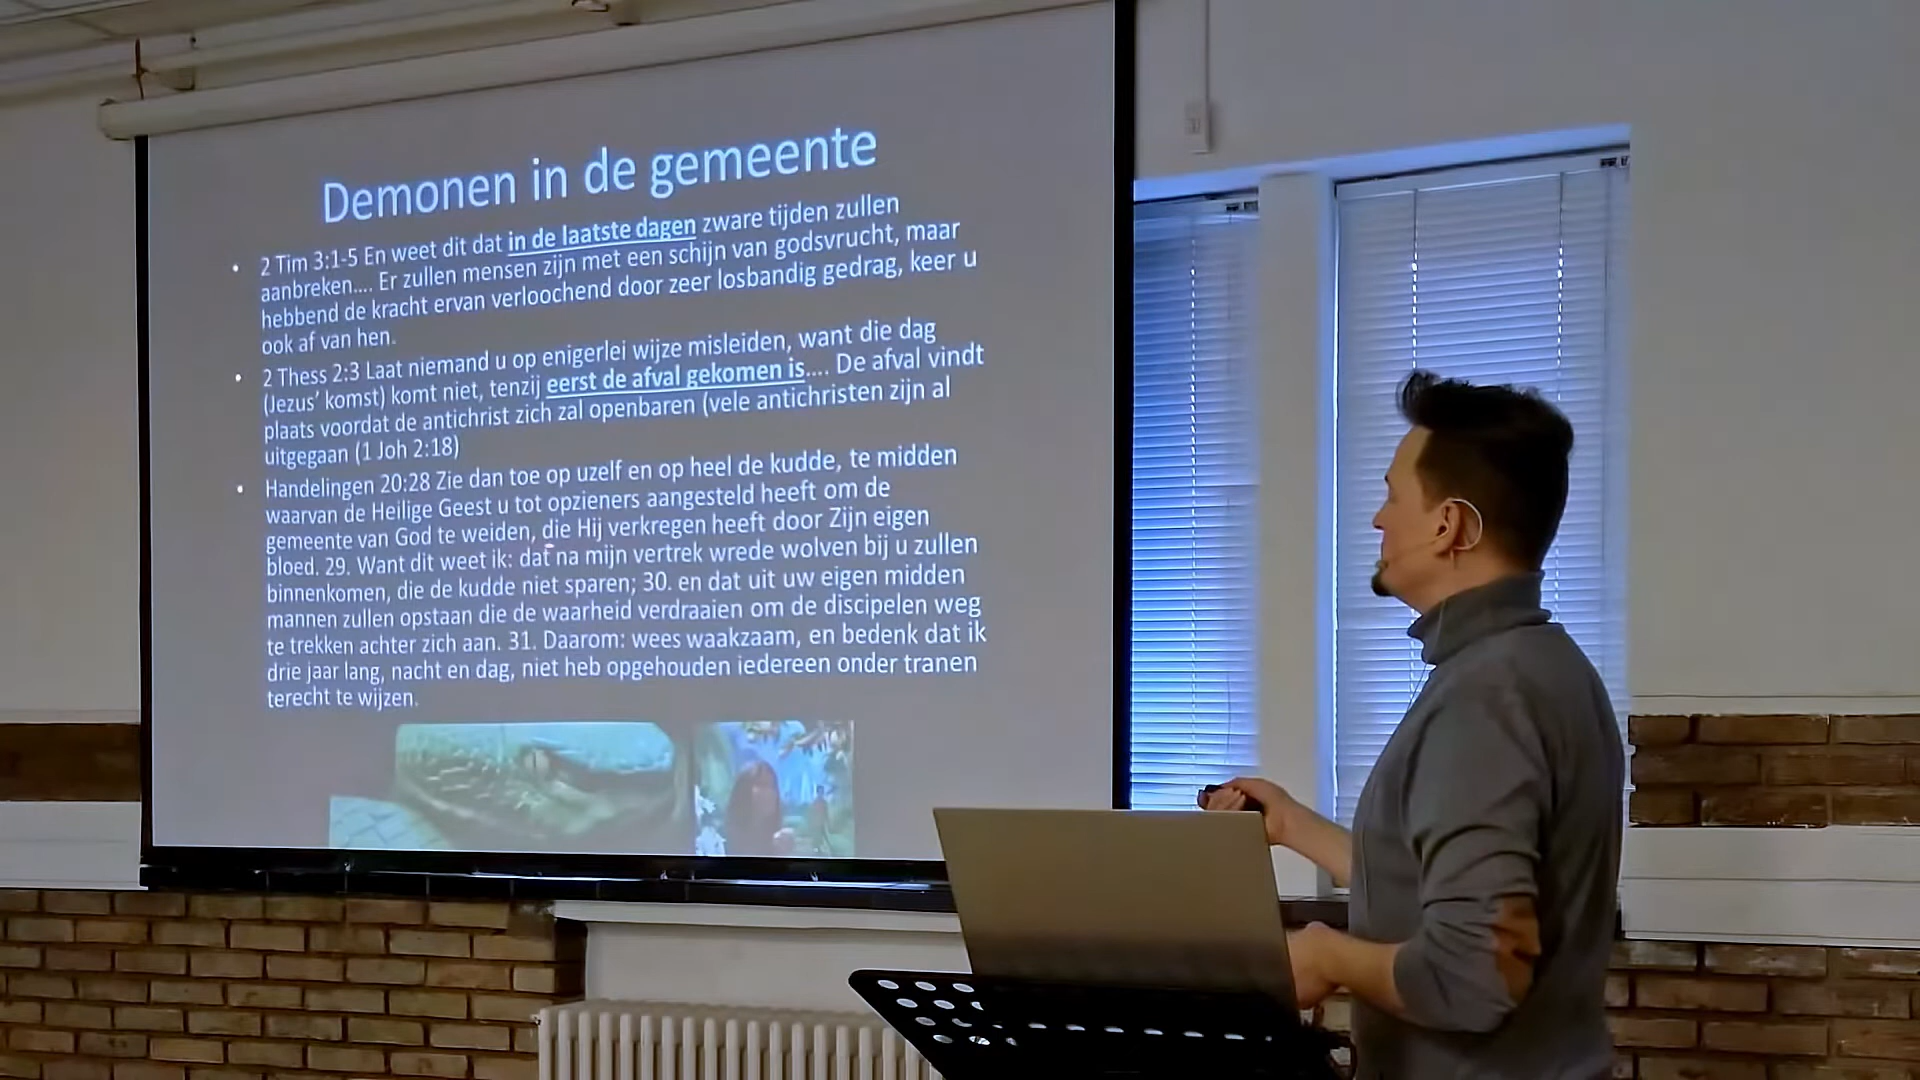 Demonen in de gemeente
• 2 Tim 3:1-5 En weet dit dat in de laatste dagen zware tijden zullen
aanbreken.... Er zullen mensen zijn met een schijn van godsvrucht, maar
hebbend de kracht ervan verloochend door zeer losbandig gedrag, keer u
ook af van hen.
• 2 Thess 2:3 Laat niemand u op enigerlei wijze misleiden, want die dag
(Jezus' komst) komt niet, tenzij eerst de afval gekomen is.... De afval vindt
plaats voordat de antichrist zich zal openbaren (vele antichristen zijn al
uitgegaan (1 Joh 2:18)
• Handelingen 20:28 Zie dan toe op uzelf en op heel de kudde, te midden
waarvan de Heilige Geest u tot opzieners aangesteld heeft om de
gemeente van God te weiden, die Hij verkregen heeft door Zijn eigen
bloed. 29. Want dit weet ik: dat na mijn vertrek wrede wolven bij u zullen
binnenkomen, die de kudde niet sparen; 30. en dat uit uw eigen midden
mannen zullen opstaan die de waarheid verdraaien om de discipelen weg
te trekken achter zich aan. 31. Daarom: wees waakzaam, en bedenk dat ik
drie jaar lang, nacht en dag, niet heb opgehouden iedereen onder tranen
terecht te wijzen.